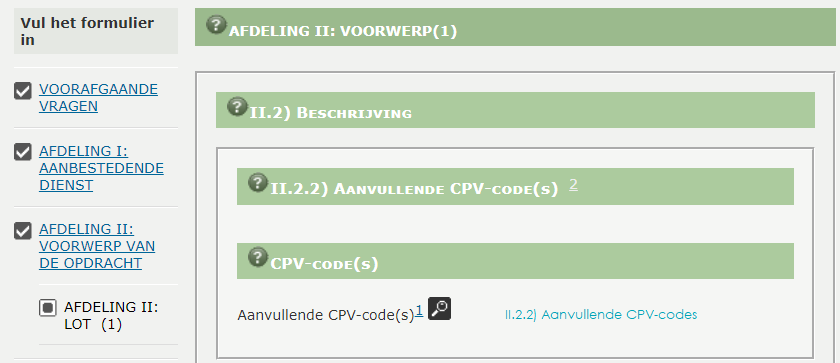 Vul het formulier
in
VOORAFGAANDE
VRAGEN
AFDELING I:
AANBESTEDENDE
DIENST
AFDELING II:
VOORWERP VAN
DE OPDRACHT
AFDELING II:
LOT (1)
? AFDELING II: VOORWERP(1)
? II.2) Beschrijving
? II.2.2) Aanvullende CPV-code(s) 2
? CPV-code(s)
Aanvullende CPV-code(s)1
II.2.2) Aanvullende CPV-codes